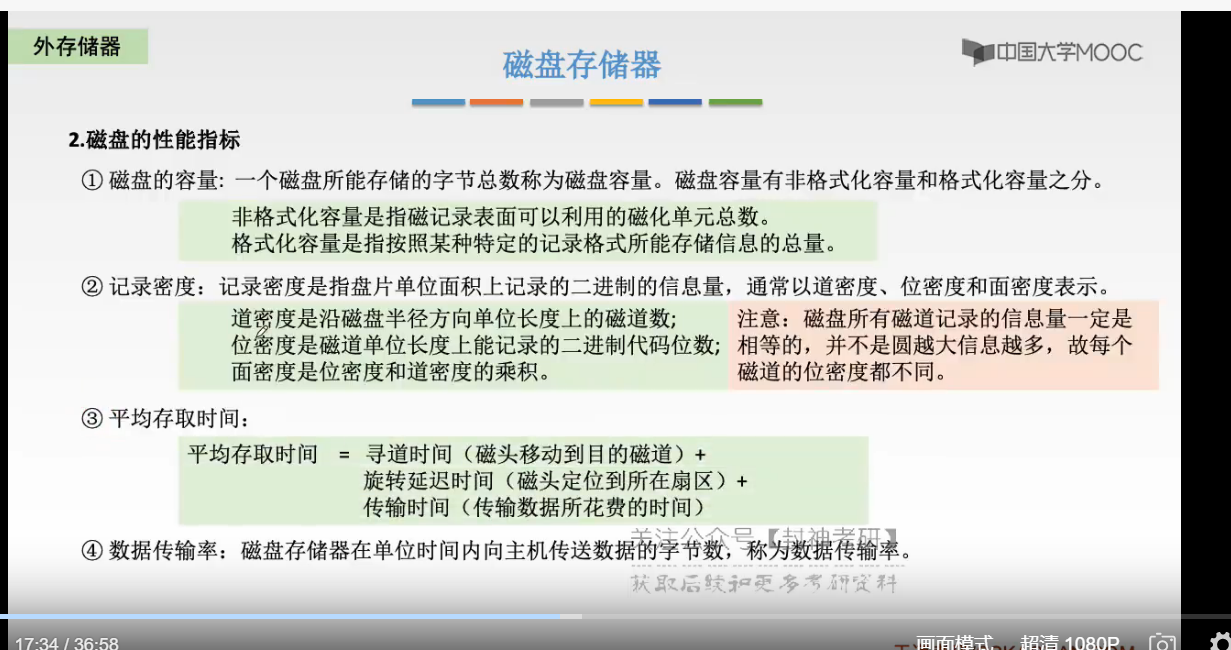 外存储器
磁盘存储器
中国大学MOOC
2.磁盘的性能指标
① 磁盘的容量: 一个磁盘所能存储的字节总数称为磁盘容量。磁盘容量有非格式化容量和格式化容量之分。
非格式化容量是指磁记录表面可以利用的磁化单元总数。
格式化容量是指按照某种特定的记录格式所能存储信息的总量。
② 记录密度：记录密度是指盘片单位面积上记录的二进制的信息量，通常以道密度、位密度和面密度表示。
道密度是沿磁盘半径方向单位长度上的磁道数;
位密度是磁道单位长度上能记录的二进制代码位数;
面密度是位密度和道密度的乘积。
注意：磁盘所有磁道记录的信息量一定是
相等的，并不是圆越大信息越多，故每个
磁道的位密度都不同。
③ 平均存取时间：
平均存取时间 = 寻道时间（磁头移动到目的磁道）+
旋转延迟时间（磁头定位到所在扇区）+
传输时间（传输数据所花费的时间）
关注公众号【封神考研】
④ 数据传输率：磁盘存储器在单位时间内向主机传送数据的字节数，称为数据传输率。
获取后续和更多考研资料
17:34 / 36:58
画面模式 超清 1080P